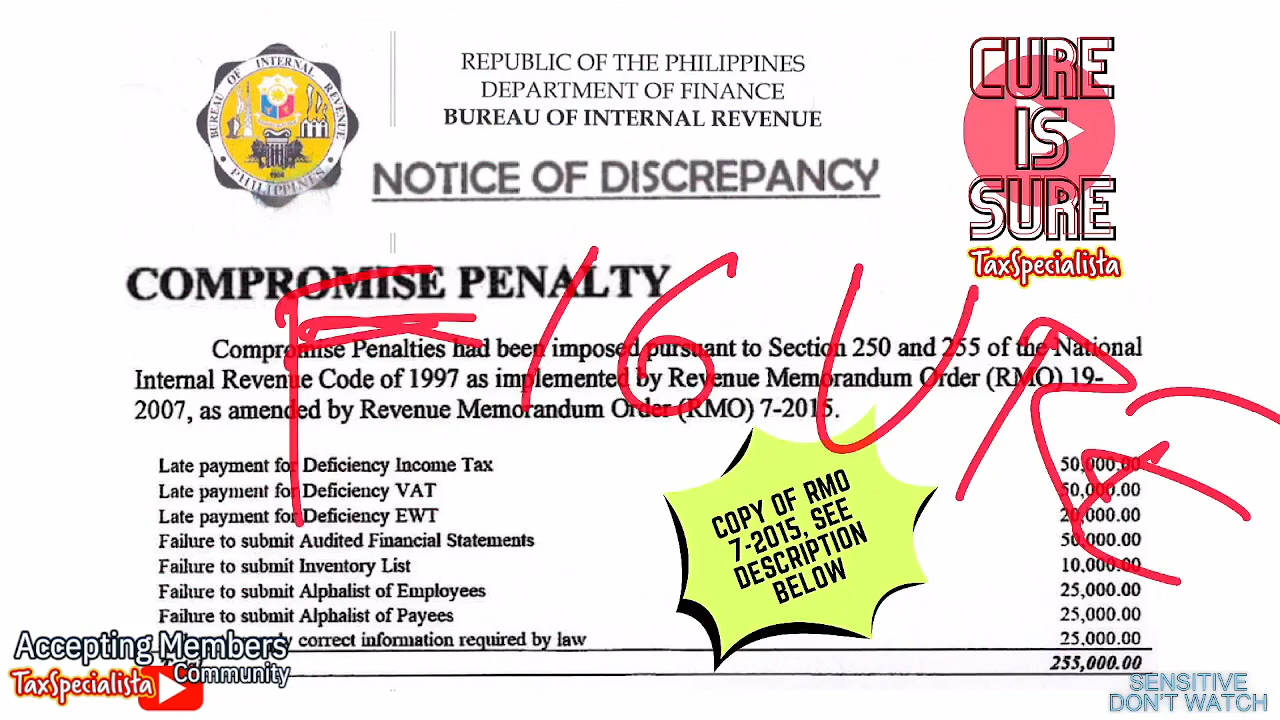 REPUBLIC OF THE PHILIPPINES
DEPARTMENT OF FINANCE
BUREAU OF INTERNAL REVENUE
BUREAU OF INTERNAL REVENUE
1904
PHILIPPINES
NOTICE OF DISCREPANCY
CURE
IS
SURE
TaxSpecialista
COMPROMISE PENALTY
FIGURE
Compromise Penalties had been imposed pursuant to Section 250 and 255 of the National
Internal Revenue Code of 1997 as implemented by Revenue Memorandum Order (RMO) 19-
2007, as amended by Revenue Memorandum Order (RMO) 7-2015.
Late payment for Deficiency Income Tax 50,000.00
Late payment for Deficiency VAT 50,000.00
Late payment for Deficiency EWT 20,000.00
Failure to submit Audited Financial Statements 50,000.00
Failure to submit Inventory List 10,000.00
Failure to submit Alphalist of Employees 25,000.00
Failure to submit Alphalist of Payees 25,000.00
correct information required by law 25,000.00
255,000.00
COPY OF RMO
7-2015, SEE
DESCRIPTION
BELOW
Accepting Members
Community
TaxSpecialista
SENSITIVE
DON'T WATCH